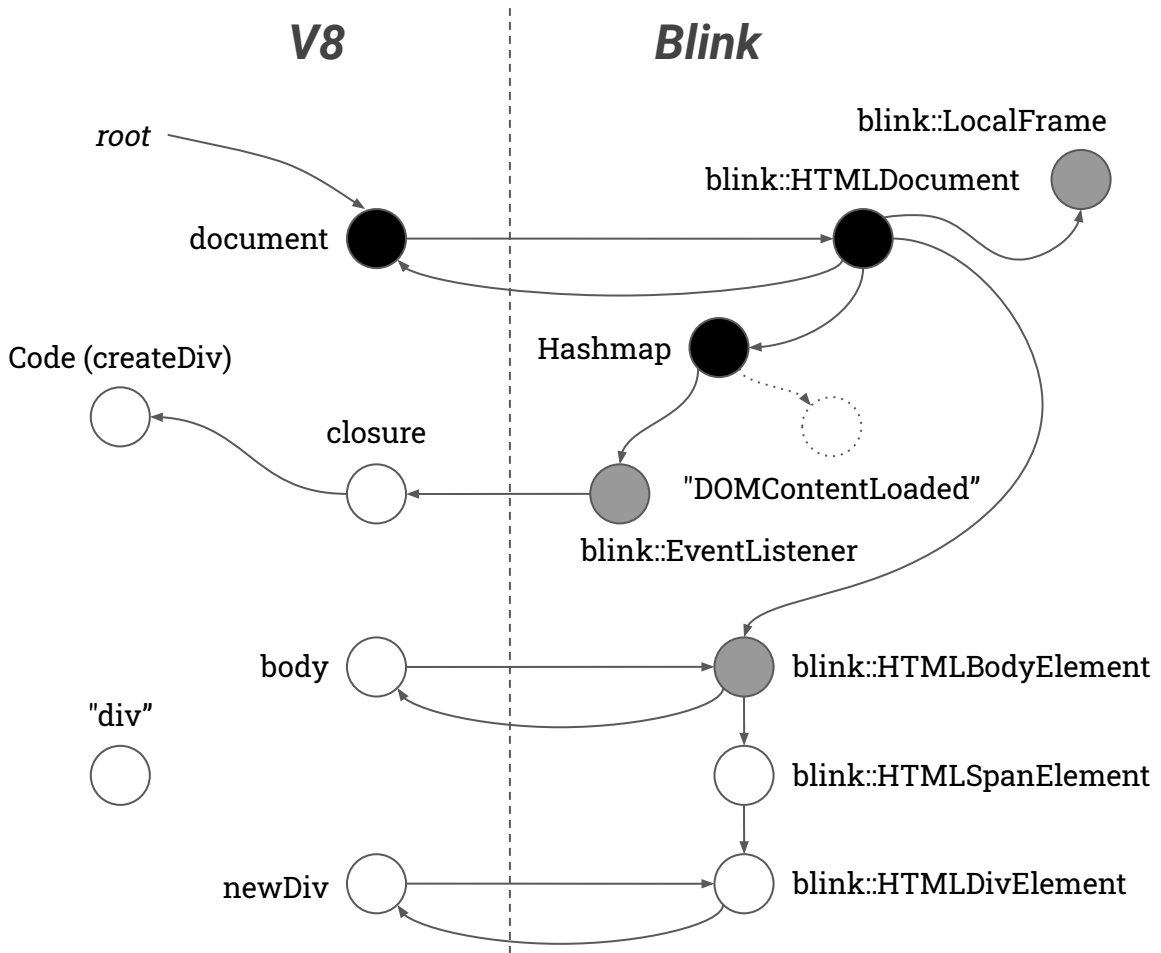 V8
Blink
root
blink::LocalFrame
blink::HTMLDocument
document
Hashmap
Code (createDiv)
closure
"DOMContentLoaded”
blink::EventListener
body
blink::HTMLBodyElement
"div”
blink::HTMLSpanElement
newDiv
blink::HTMLDivElement